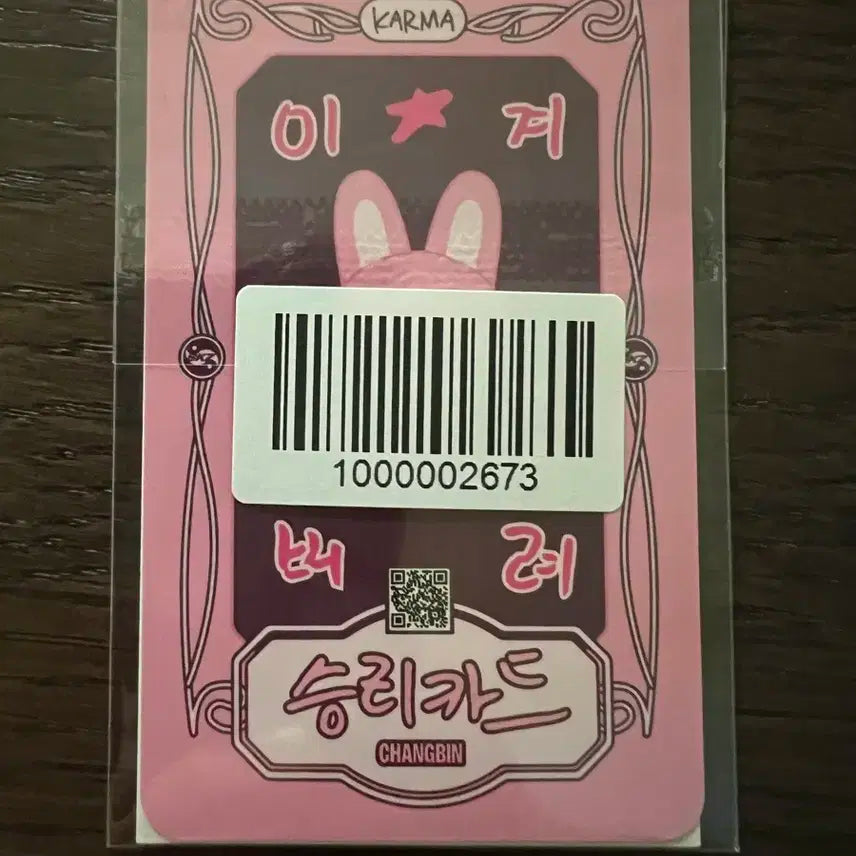 KARMA
이 ★ 겨
1000002673
버 려
승리카드
CHANGBIN